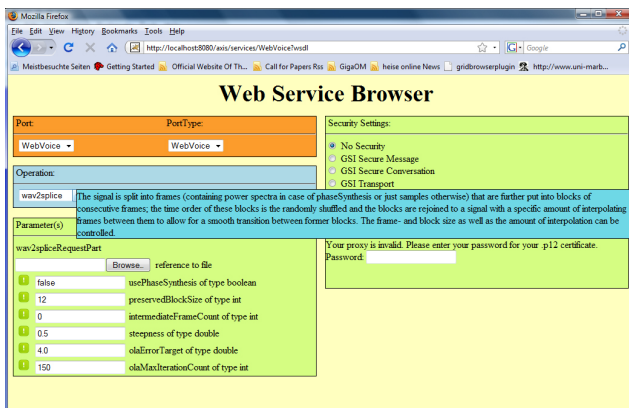 Mozilla Firefox
File Edit View History Bookmarks Tools Help
http://localhost:8080/axis/services/WebVoice?wsdl
G Google
Meistbesuchte Seiten Getting Started Official Website Of Th... Call for Papers Rss GigaOM heise online News gridbrowserplugin http://www.uni-marb...
Web Service Browser
Port: PortType:
WebVoice WebVoice
Security Settings:
No Security
GSI Secure Message
GSI Secure Conversation
GSI Transport
Operation:
wav2splice
The signal is split into frames (containing power spectra in case of phaseSynthesis or just samples otherwise) that are further put into blocks of
consecutive frames; the time order of these blocks is the randomly shuffled and the blocks are rejoined to a signal with a specific amount of interpolating
frames between them to allow for a smooth transition between former blocks. The frame- and block size as well as the amount of interpolation can be
controlled.
Parameter(s)
wav2spliceRequestPart
Browse.. reference to file
false usePhaseSynthesis of type boolean
12 preservedBlockSize of type int
0 intermediateFrameCount of type int
0.5 steepness of type double
4.0 olaErrorTarget of type double
150 olaMaxIterationCount of type int
Your proxy is invalid. Please enter your password for your .p12 certificate.
Password: